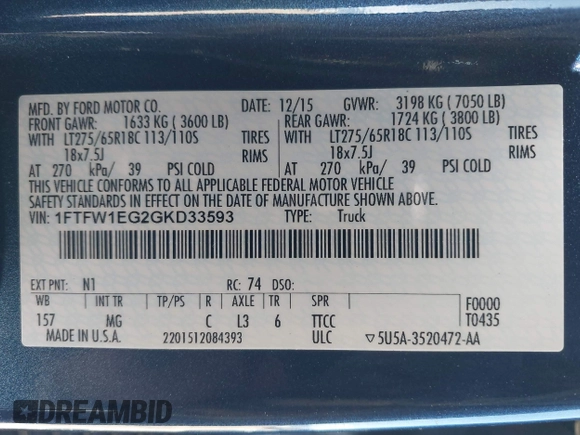 MFD. BY FORD MOTOR CO. DATE: 12/15 GVWR: 3198 KG ( 7050 LB)
FRONT GAWR: 1633 KG ( 3600 LB) REAR GAWR: 1724 KG ( 3800 LB)
WITH LT275/65R18C 113/110S TIRES WITH LT275/65R18C 113/110S TIRES
18x7.5J RIMS 18x7.5J RIMS
AT 270 kPa/ 39 PSI COLD AT 270 kPa/ 39 PSI COLD
THIS VEHICLE CONFORMS TO ALL APPLICABLE FEDERAL MOTOR VEHICLE
SAFETY STANDARDS IN EFFECT ON THE DATE OF MANUFACTURE SHOWN ABOVE.
VIN: 1FTFW1EG2GKD33593 TYPE: Truck
EXT PNT: N1 RC: 74 DSO:
WB INT TR TP/PS R AXLE TR SPR F0000
157 MG C L3 6 TTCC T0435
MADE IN U.S.A. 2201512084393 ULC ▽5U5A-3520472-AA
DREAMBID